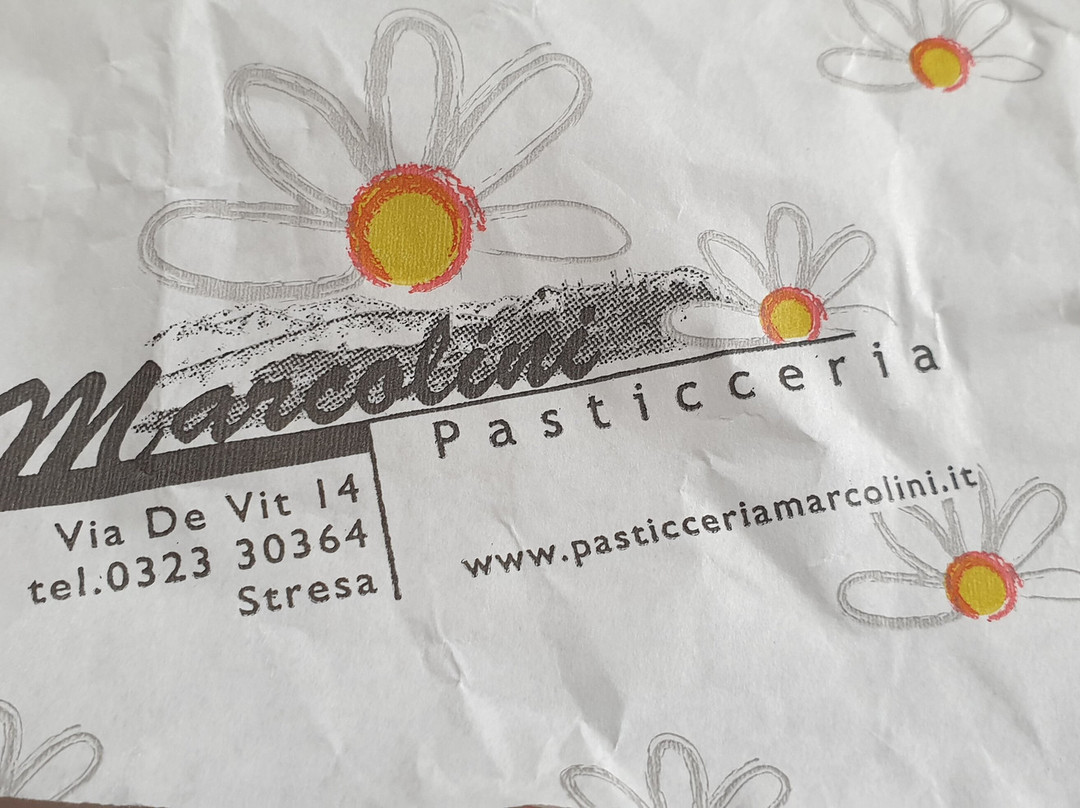 Marcolini
Pasticceria
Via De Vit 14
tel.0323 30364
Stresa
www.pasticceriamarcolini.it